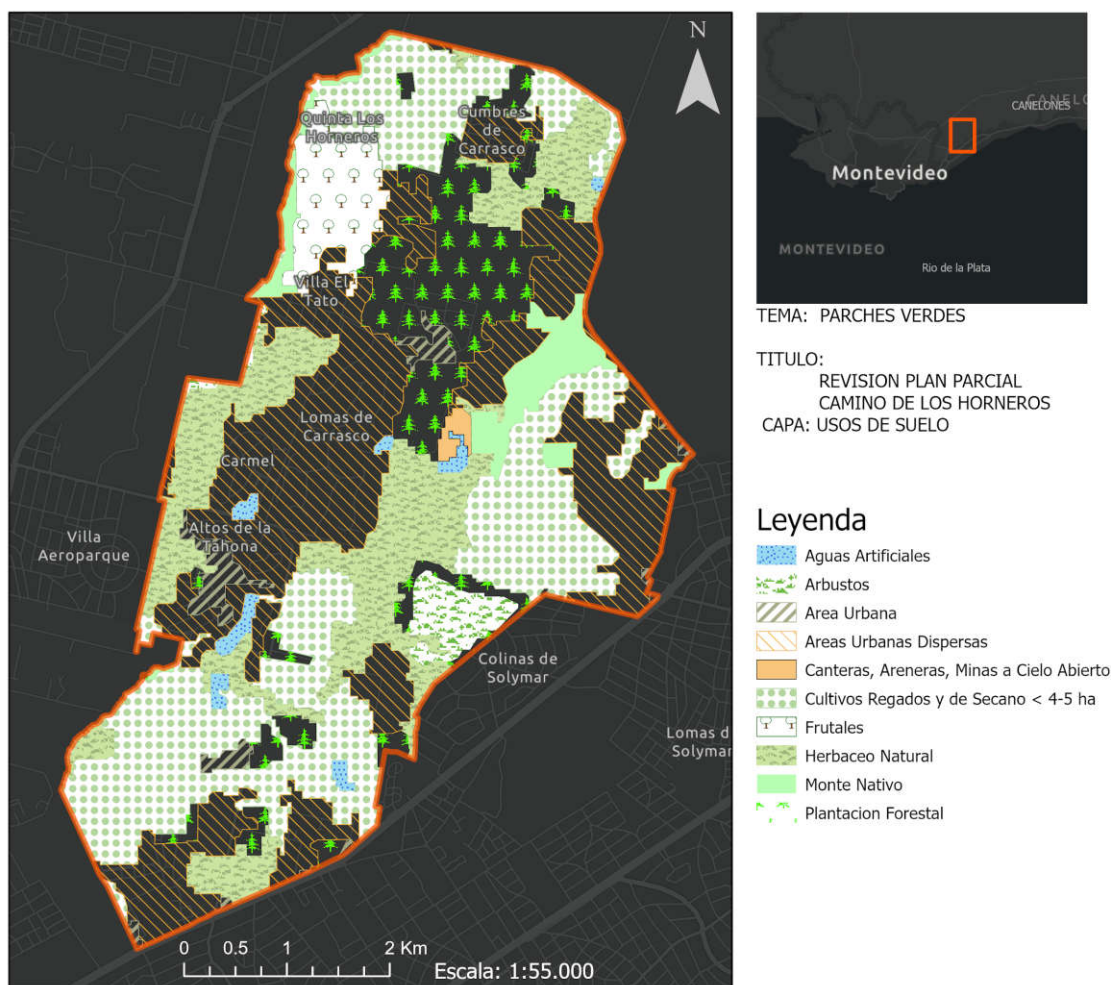 N
Quinta Los
Horneros
Cumbres
de
Carrasco
Villa El
Tato
Lomas de
Carrasco
Carmel
Villa
Aeroparque
Altos de la
Tahona
Colinas de
Solymar
Lomas d
Solymar
0 0.5 1 2 Km
Escala: 1:55.000
CANELO
CANELONES
Montevideo
MONTEVIDEO
Rio de la Plata
TEMA: PARCHES VERDES
TITULO:
REVISION PLAN PARCIAL
CAMINO DE LOS HORNEROS
CAPA: USOS DE SUELO
Leyenda
Aguas Artificiales
Arbustos
Area Urbana
Areas Urbanas Dispersas
Canteras, Areneras, Minas a Cielo Abierto
Cultivos Regados y de Secano < 4-5 ha
Frutales
Herbaceo Natural
Monte Nativo
Plantacion Forestal